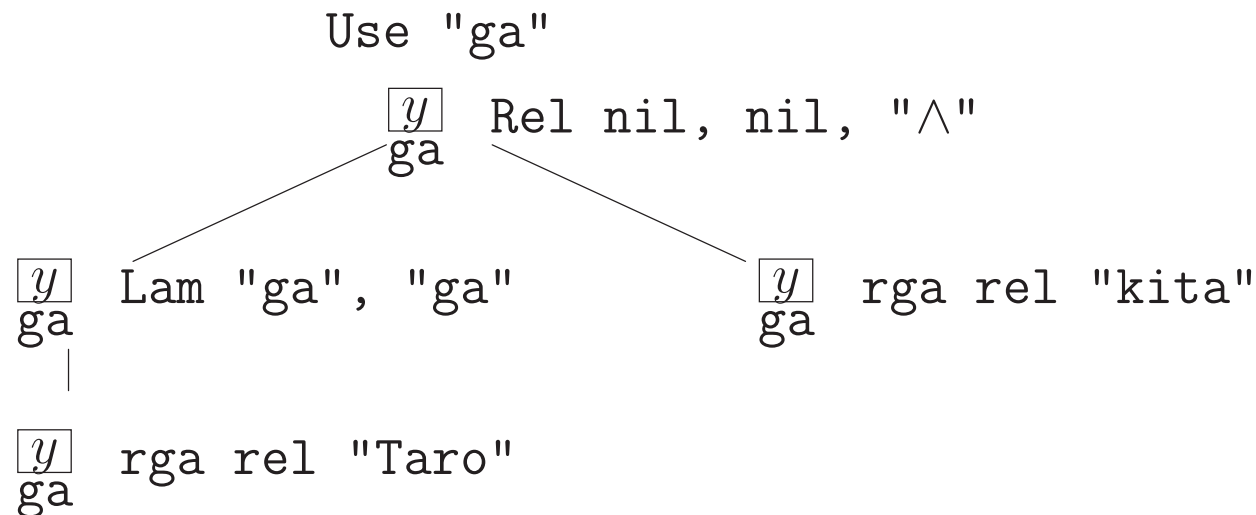 Use "ga"
y Rel nil, nil, "∧"
ga
y Lam "ga", "ga" y rga rel "kita"
ga ga
y rga rel "Taro"
ga